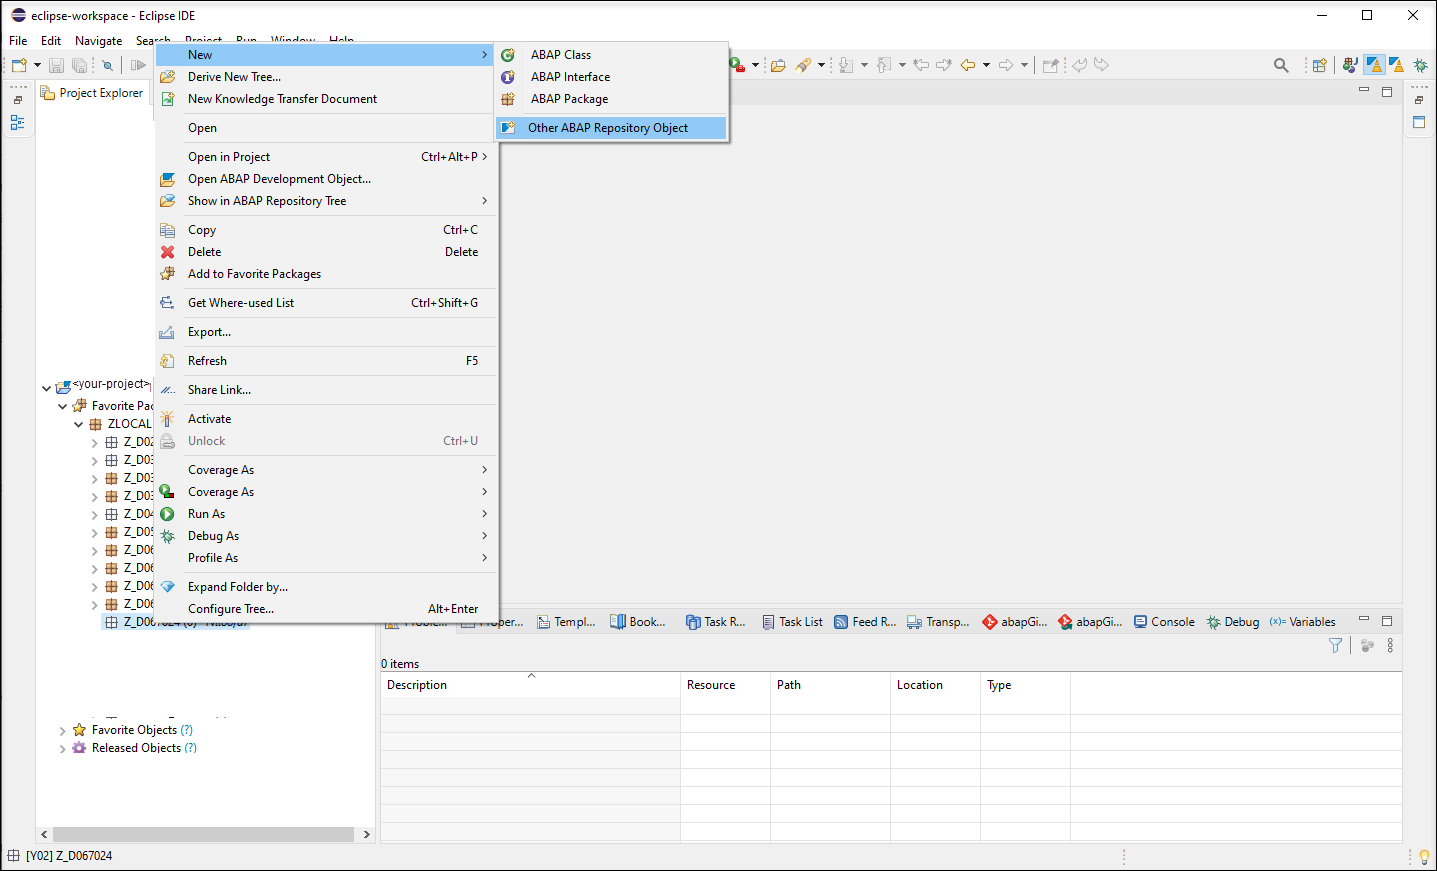 eclipse-workspace - Eclipse IDE
File Edit Navigate Search Project Run Window Help
Project Explorer
New
Derive New Tree...
New Knowledge Transfer Document
Open
Open in Project Ctrl+Alt+P
Open ABAP Development Object...
Show in ABAP Repository Tree
Copy Ctrl+C
Delete Delete
Add to Favorite Packages
Get Where-used List Ctrl+Shift+G
Export...
Refresh F5
Share Link...
Activate
Unlock Ctrl+U
Coverage As
Coverage As
Run As
Debug As
Profile As
Expand Folder by...
Configure Tree... Alt+Enter
ABAP Class
ABAP Interface
ABAP Package
Other ABAP Repository Object
<your-project>
Favorite Pac
ZLOCAL
Z_D02
Z_D03
Z_D03
Z_D03
Z_D04
Z_D05
Z_D06
Z_D06
Z_D06
Z_D06
Z_D067024
Favorite Objects (?)
Released Objects (?)
Templ... Book... Task R... Task List Feed R... Transp... abapGi... abapGi... Console Debug (x)= Variables
0 items
Description Resource Path Location Type
[Y02] Z_D067024